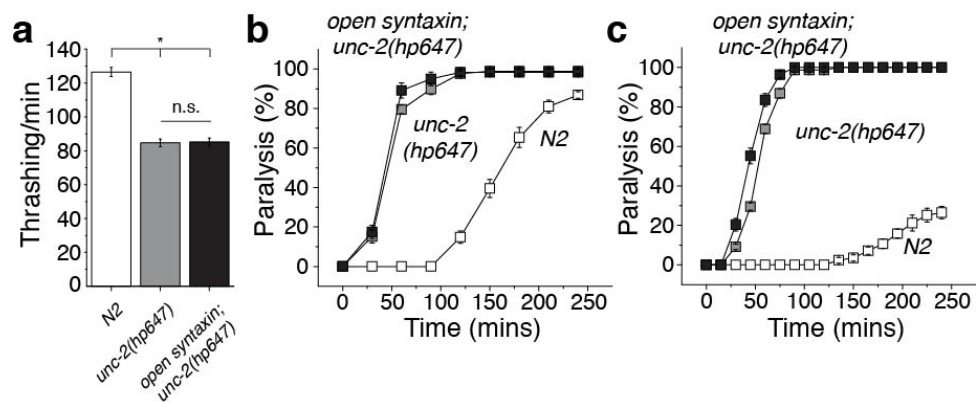 a
Thrashing/min
140
120
100
80
60
40
20
0
*
n.s.
N2
unc-2(hp647)
open syntaxin;
unc-2(hp647)
b
open syntaxin;
unc-2(hp647)
Paralysis (%)
100
80
60
40
20
0
unc-2
(hp647)
N2
0 50 100 150 200 250
Time (mins)
c
open syntaxin;
unc-2(hp647)
Paralysis (%)
100
80
60
40
20
0
unc-2(hp647)
N2
0 50 100 150 200 250
Time (mins)